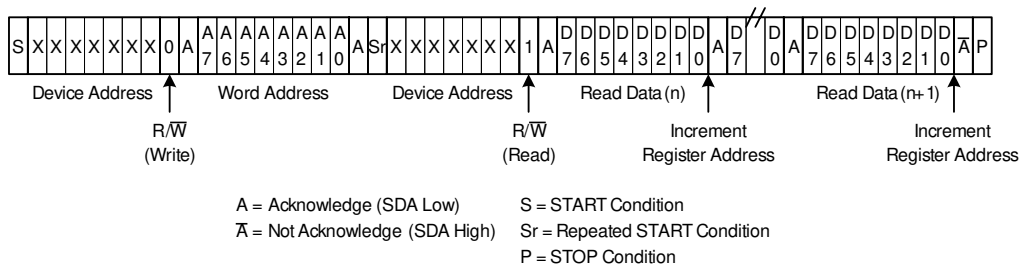 S X X X X X X X 0 A A7 A6 A5 A4 A3 A2 A1 A0 A Sr X X X X X X X 1 A D7 D6 D5 D4 D3 D2 D1 D0 A D7 // D0 A D7 D6 D5 D4 D3 D2 D1 D0 A̅ P
Device Address Word Address Device Address Read Data (n) Read Data (n+1)
R/W̅ R/W̅ Increment Increment
(Write) (Read) Register Address Register Address
A = Acknowledge (SDA Low) S = START Condition
A̅ = Not Acknowledge (SDA High) Sr = Repeated START Condition
P = STOP Condition